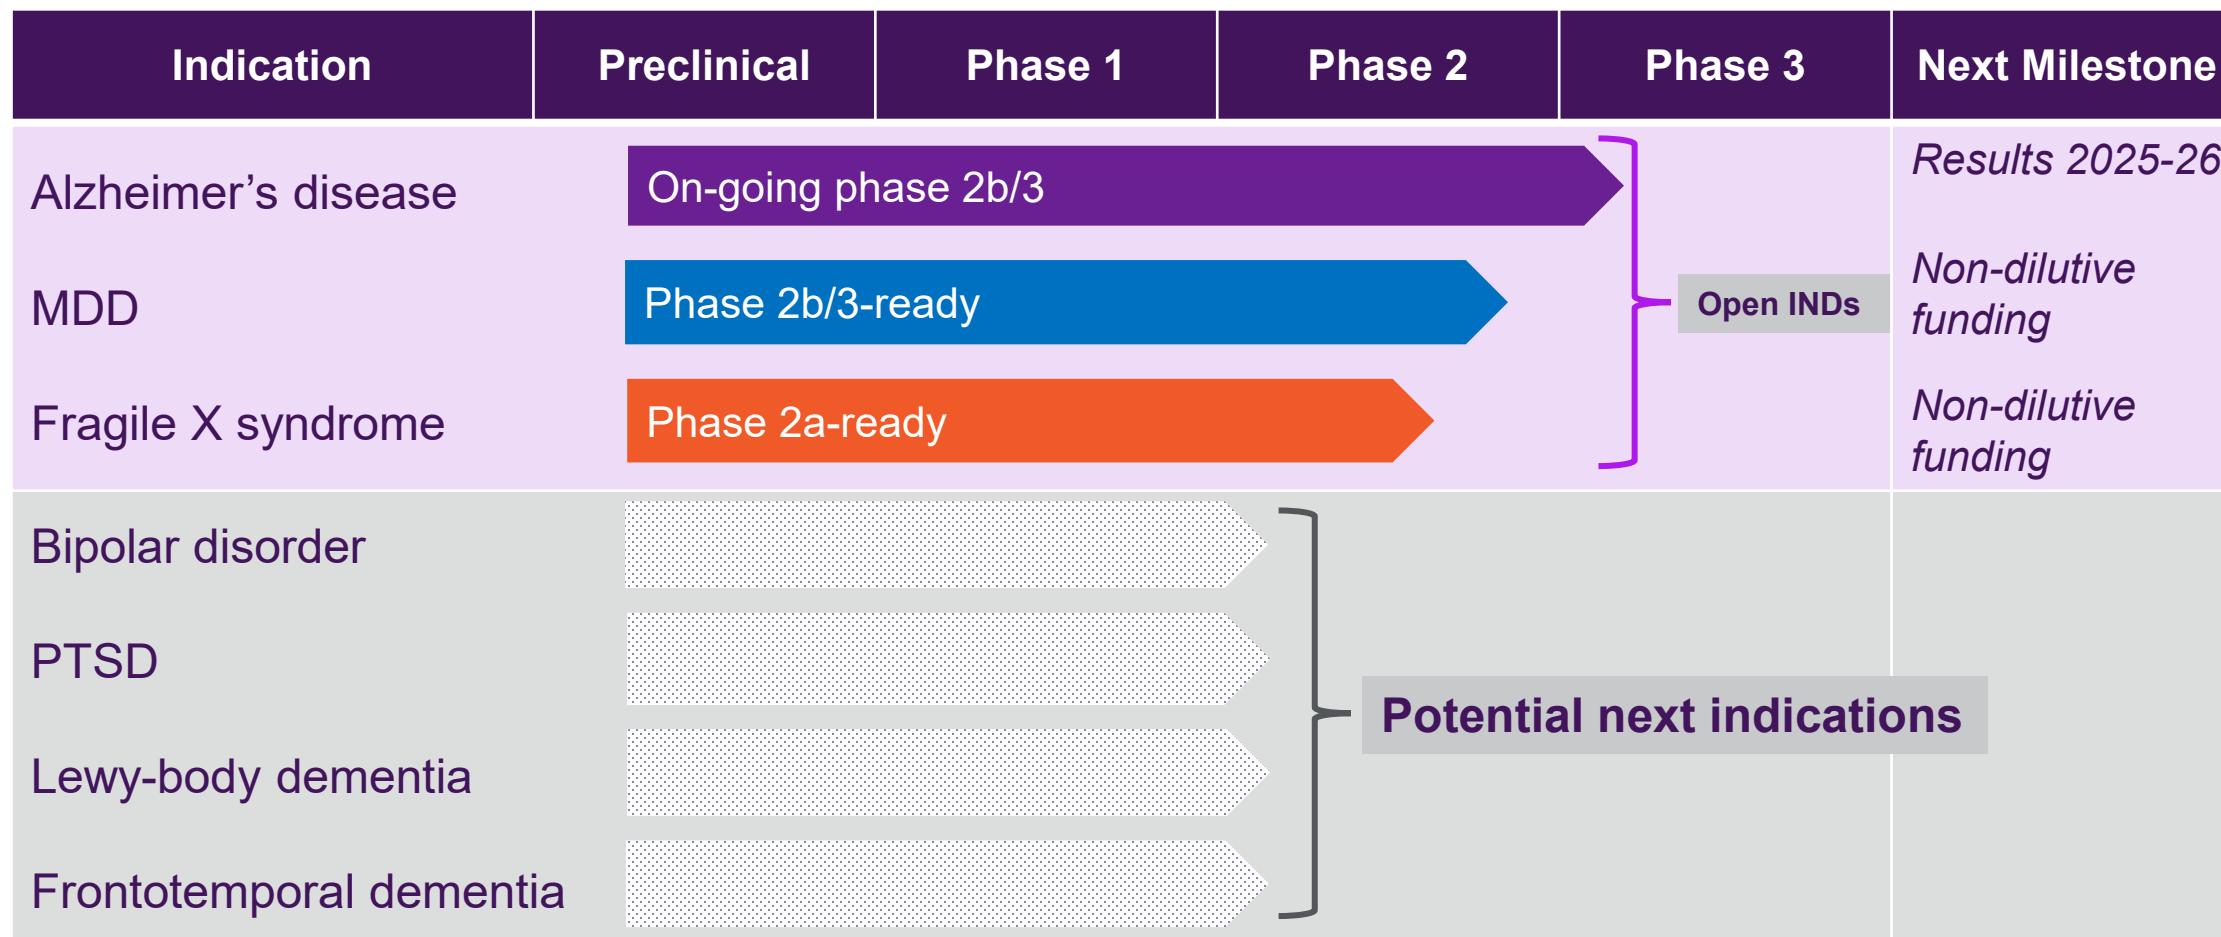 Indication Preclinical Phase 1 Phase 2 Phase 3 Next Milestone
Alzheimer’s disease
On-going phase 2b/3
Results 2025-26
MDD
Phase 2b/3-ready
Open INDs
Non-dilutive
funding
Fragile X syndrome
Phase 2a-ready
Non-dilutive
funding
Bipolar disorder
PTSD
Potential next indications
Lewy-body dementia
Frontotemporal dementia